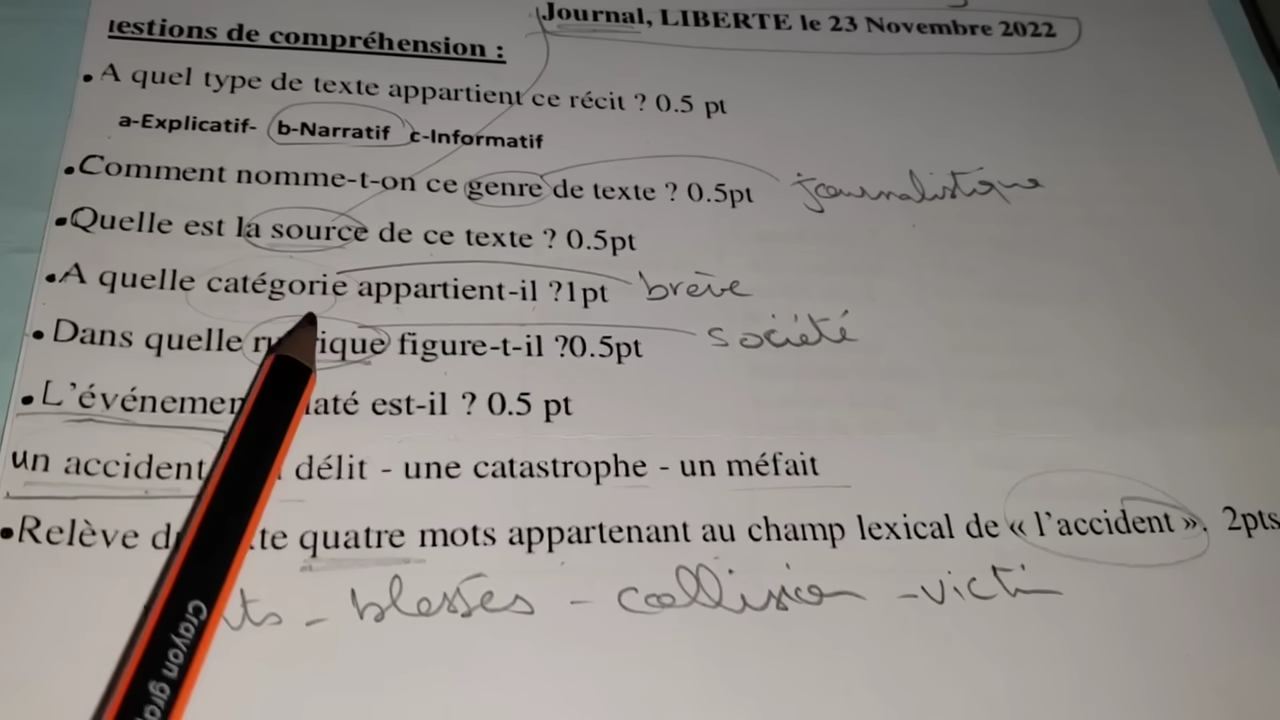 Journal, LIBERTE le 23 Novembre 2022
estions de compréhension :
• A quel type de texte appartient ce récit ? 0.5 pt
a-Explicatif- b-Narratif c-Informatif
•Comment nomme-t-on ce genre de texte ? 0.5pt journalistique
•Quelle est la source de ce texte ? 0.5pt
•A quelle catégorie appartient-il ?1pt brève
• Dans quelle figure-t-il ?0.5pt société
•L'événemen est-il ? 0.5 pt
un accident délit - une catastrophe - un méfait
•Relève quatre mots appartenant au champ lexical de « l'accident ». 2pts
- blessés - collision - victi
Crayon gra